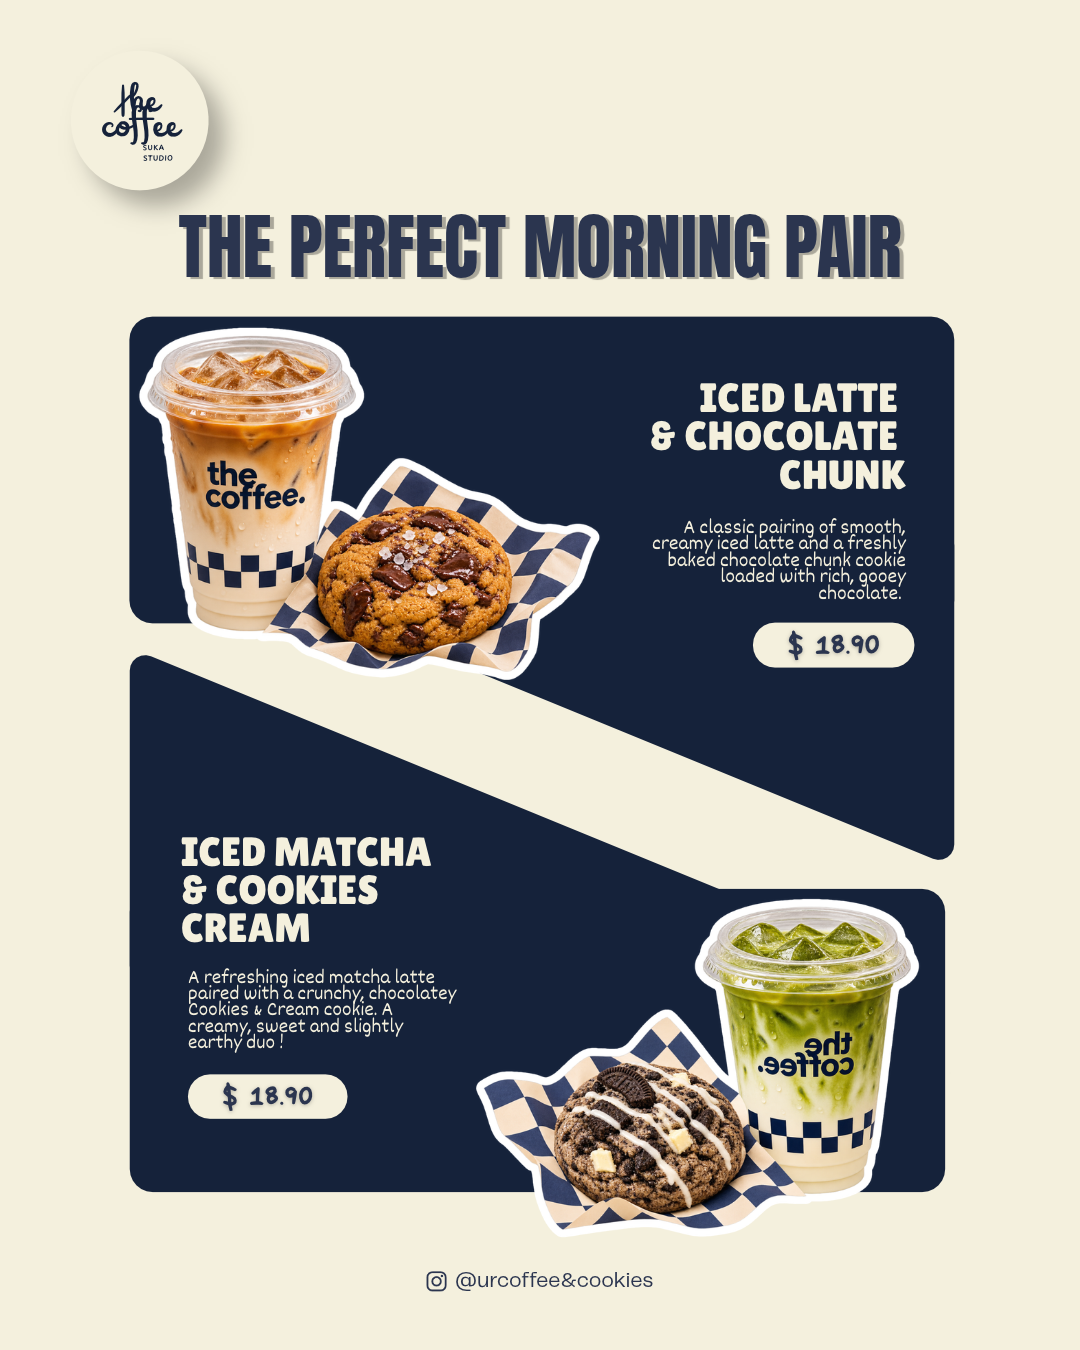 the
coffee
SUKA
STUDIO
THE PERFECT MORNING PAIR
the
coffee.
ICED LATTE
& CHOCOLATE
CHUNK
A classic pairing of smooth,
creamy iced latte and a freshly
baked chocolate chunk cookie
loaded with rich, gooey
chocolate.
$ 18.90
ICED MATCHA
& COOKIES
CREAM
A refreshing iced matcha latte
paired with a crunchy, chocolatey
Cookies & Cream cookie. A
creamy, sweet and slightly
earthy duo !
$ 18.90
the
coffee.
@urcoffee&cookies